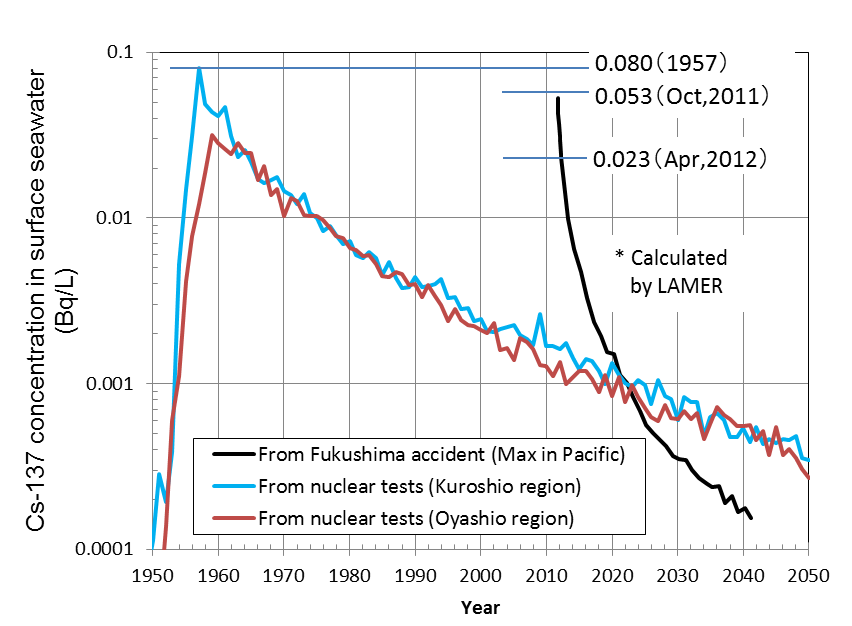 0.1
0.01
0.001
0.0001
Cs-137 concentration in surface seawater
(Bq/L)
0.080(1957)
0.053(Oct,2011)
0.023(Apr,2012)
* Calculated
by LAMER
From Fukushima accident (Max in Pacific)
From nuclear tests (Kuroshio region)
From nuclear tests (Oyashio region)
1950 1960 1970 1980 1990 2000 2010 2020 2030 2040 2050
Year